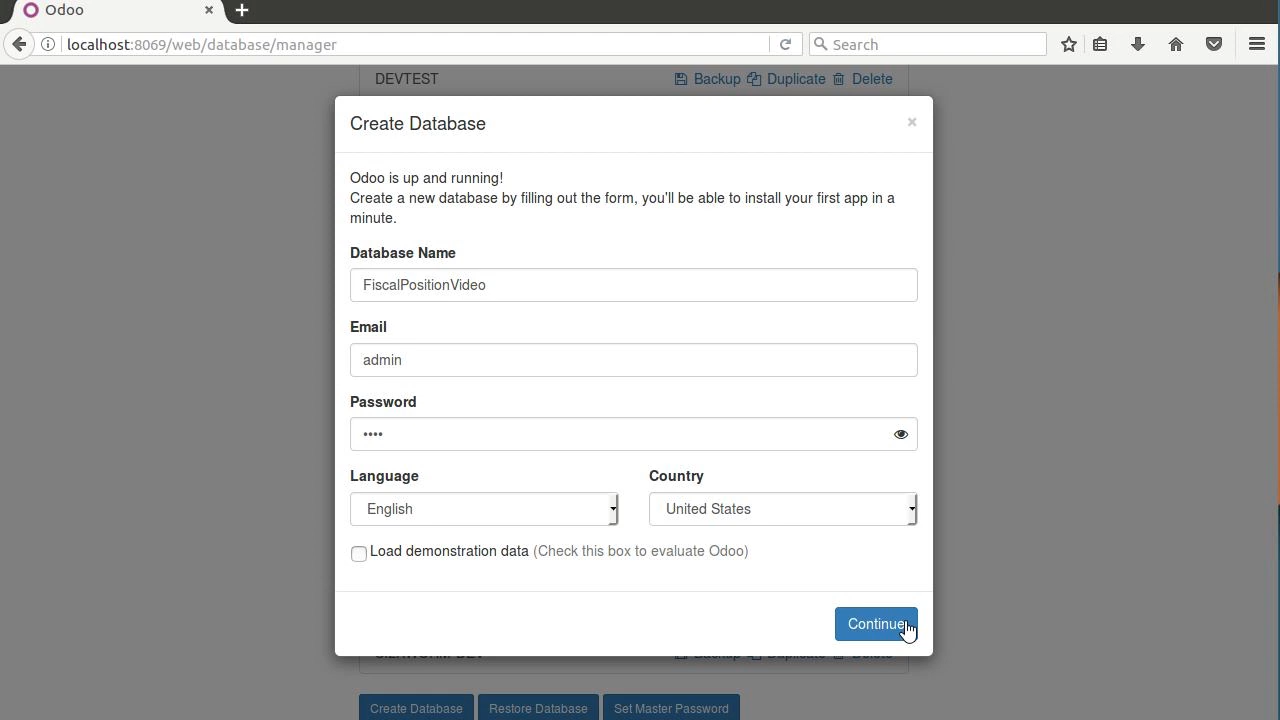 Odoo
localhost:8069/web/database/manager
Search
DEVTEST
Backup Duplicate Delete
Create Database
Odoo is up and running!
Create a new database by filling out the form, you'll be able to install your first app in a
minute.
Database Name
FiscalPositionVideo
Email
admin
Password
••••
Language Country
English United States
Load demonstration data (Check this box to evaluate Odoo)
Continue
Backup Duplicate Delete
Create Database Restore Database Set Master Password